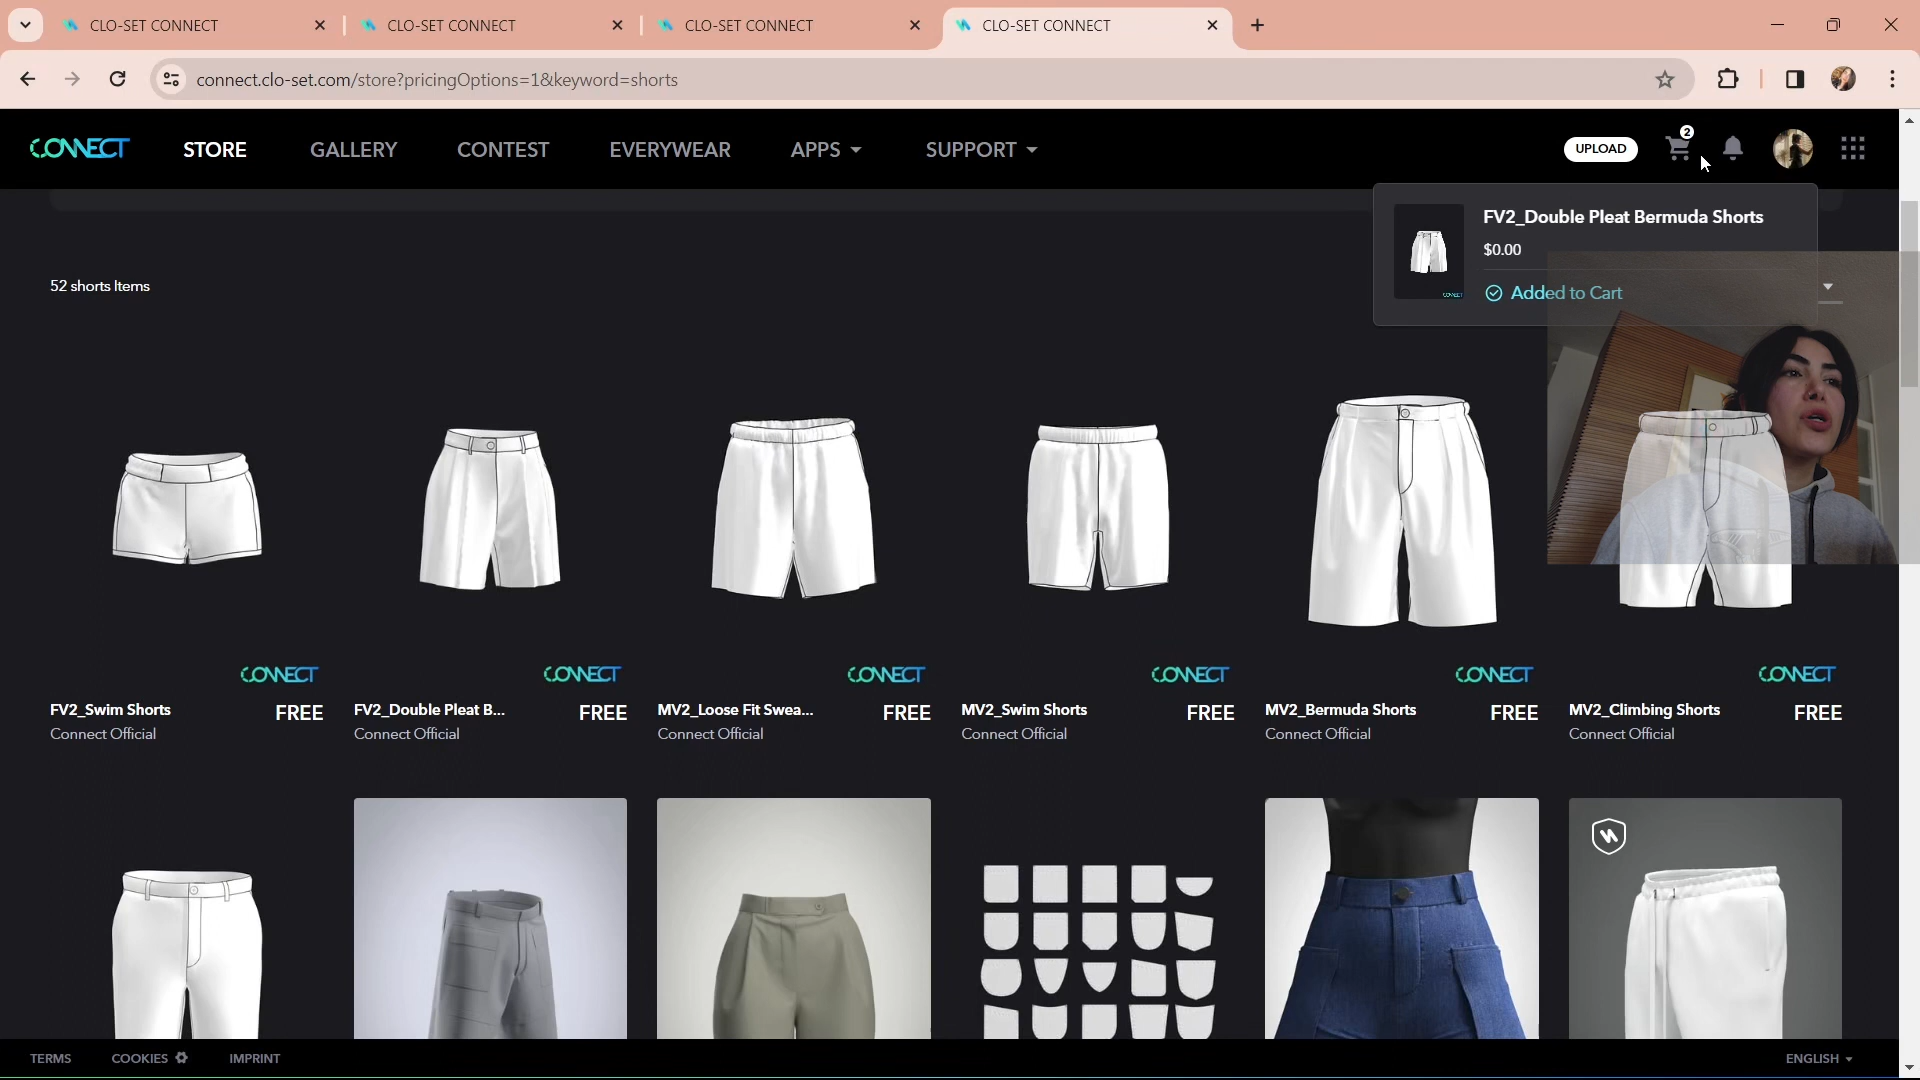 CLO-SET CONNECT
CLO-SET CONNECT
CLO-SET CONNECT
CLO-SET CONNECT
connect.clo-set.com/store?pricingOptions=1&keyword=shorts
CONNECT
STORE
GALLERY
CONTEST
EVERYWEAR
APPS
SUPPORT
UPLOAD
2
FV2_Double Pleat Bermuda Shorts
$0.00
CONNECT
Added to Cart
52 shorts Items
CONNECT
CONNECT
CONNECT
CONNECT
CONNECT
CONNECT
FV2_Swim Shorts FREE
Connect Official
FV2_Double Pleat B... FREE
Connect Official
MV2_Loose Fit Swea... FREE
Connect Official
MV2_Swim Shorts FREE
Connect Official
MV2_Bermuda Shorts FREE
Connect Official
MV2_Climbing Shorts FREE
Connect Official
TERMS
COOKIES
IMPRINT
ENGLISH